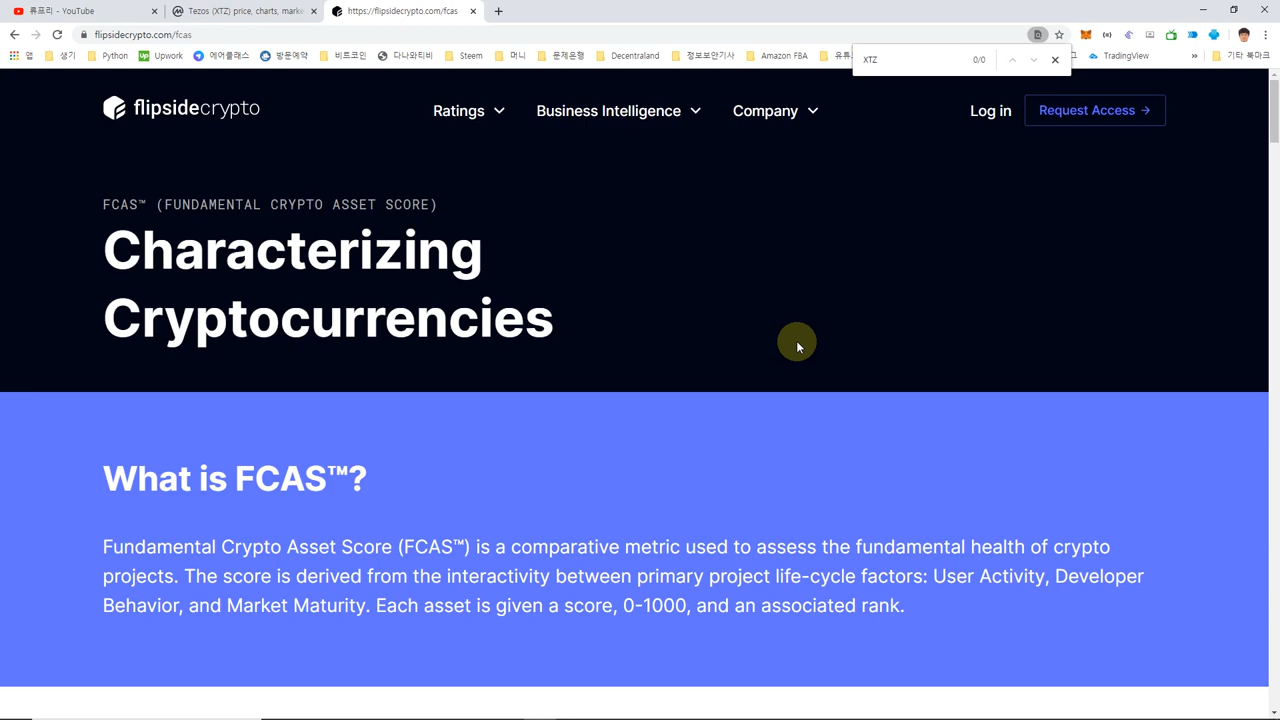 류프리 - YouTube
Tezos (XTZ) price, charts, marke
https://flipsidecrypto.com/fcas
flipsidecrypto.com/fcas
앱
생기
Python
Upwork
에어클래스
방문예약
비트코인
다나와티비
Steem
머니
문제은행
Decentraland
정보보안기사
Amazon FBA
유튜
TradingView
기타 북마크
XTZ
0/0
flipsidecrypto
Ratings
Business Intelligence
Company
Log in
Request Access →
FCAS™ (FUNDAMENTAL CRYPTO ASSET SCORE)
Characterizing
Cryptocurrencies
What is FCAS™?
Fundamental Crypto Asset Score (FCAS™) is a comparative metric used to assess the fundamental health of crypto
projects. The score is derived from the interactivity between primary project life-cycle factors: User Activity, Developer
Behavior, and Market Maturity. Each asset is given a score, 0-1000, and an associated rank.